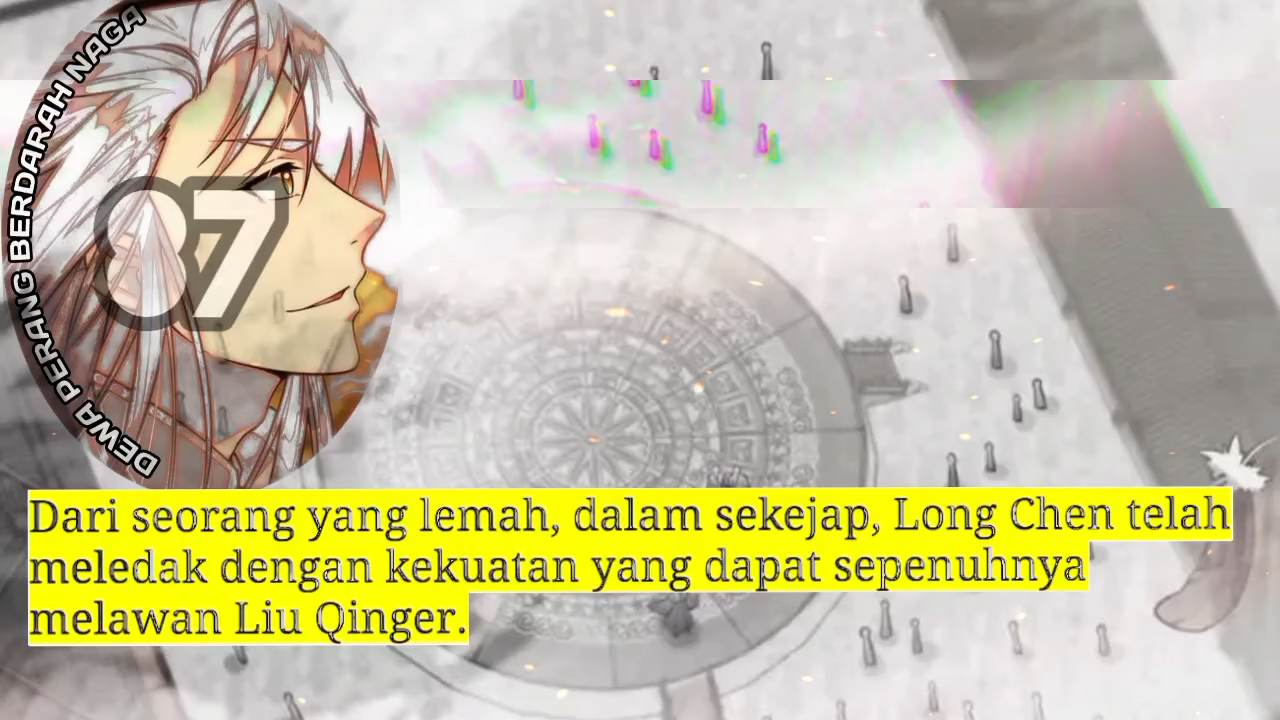 DEWA PERANG BERDARAH NAGA
87
Dari seorang yang lemah, dalam sekejap, Long Chen telah
meledak dengan kekuatan yang dapat sepenuhnya
melawan Liu Qinger.